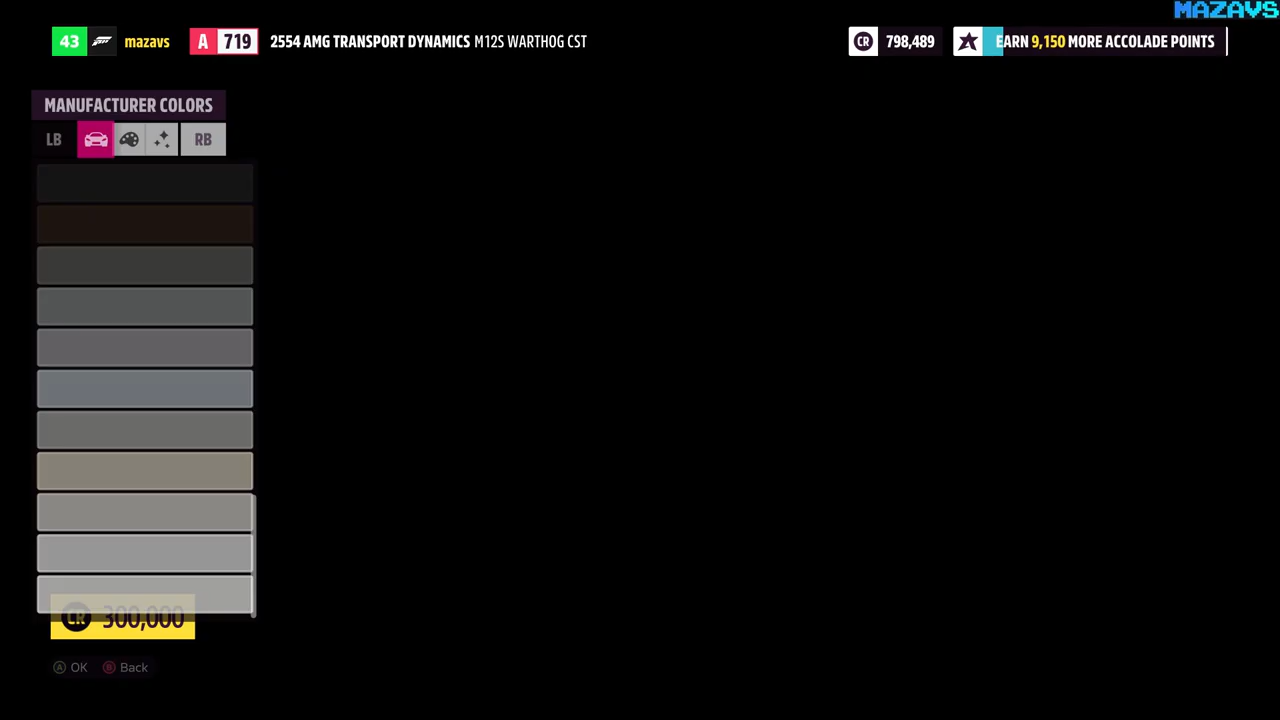 MAZAVS
43 mazavs A 719 2554 AMG TRANSPORT DYNAMICS M12S WARTHOG CST CR 798,489 EARN 9,150 MORE ACCOLADE POINTS
MANUFACTURER COLORS
LB RB
CR 300,000
A OK B Back